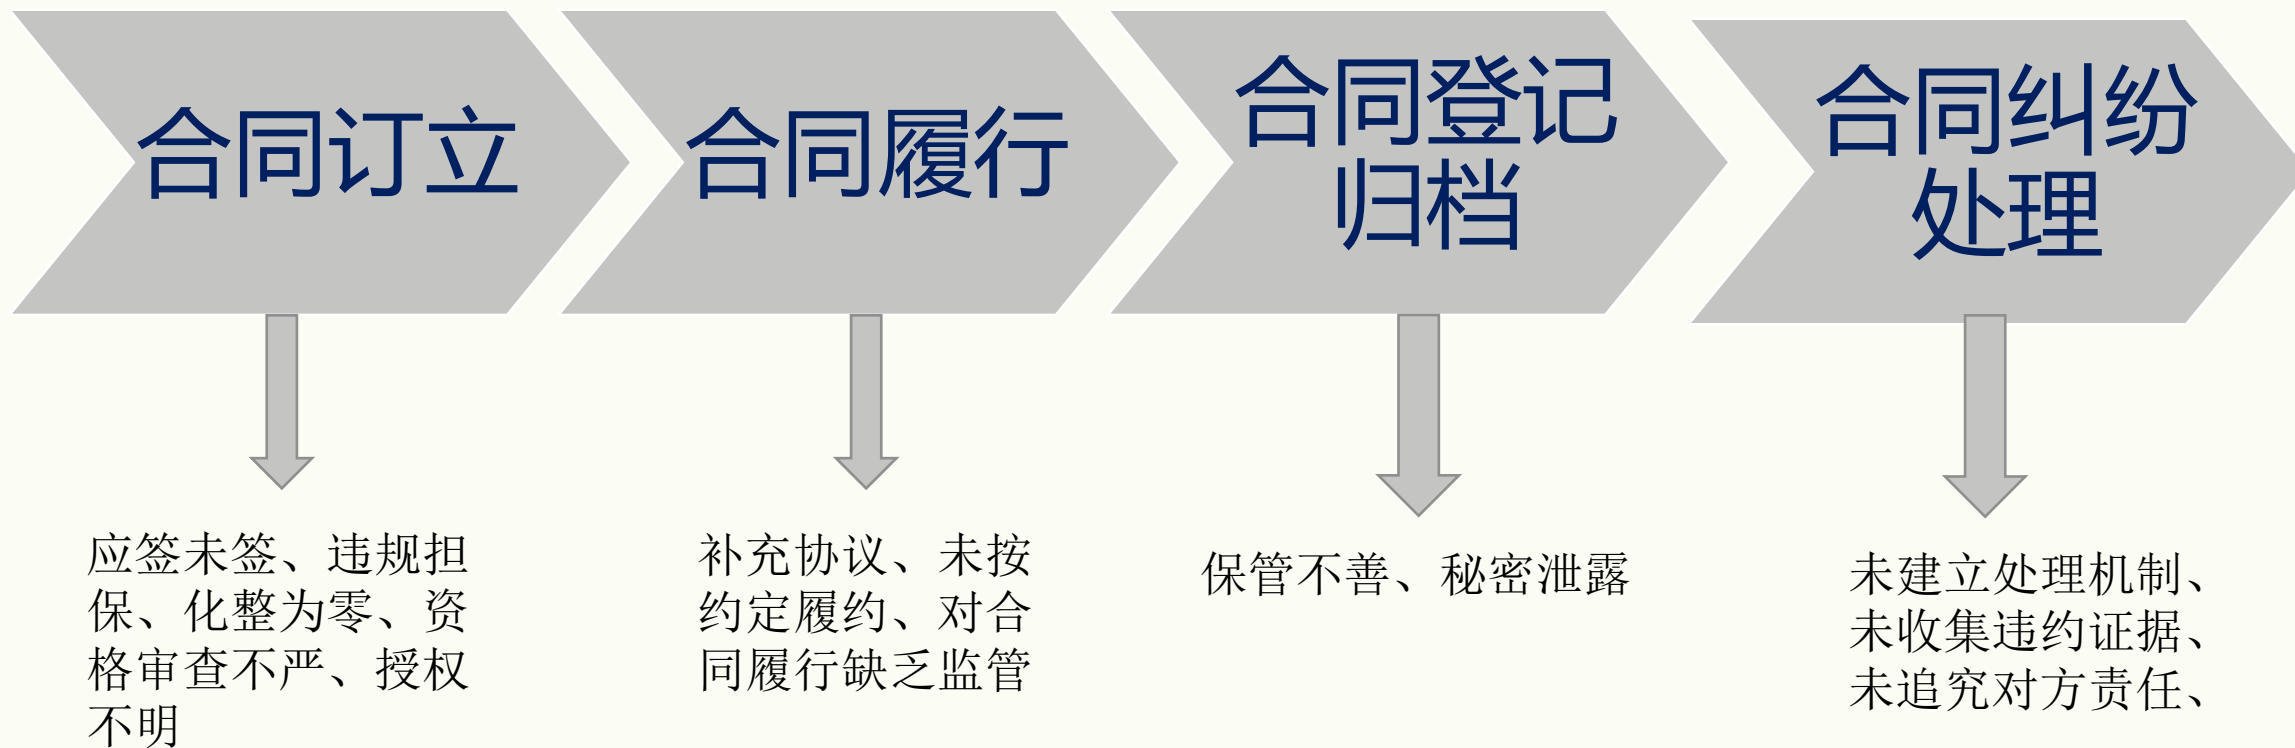 合同订立
合同履行
合同登记
归档
合同纠纷
处理
应签未签、违规担
保、化整为零、资
格审查不严、授权
不明
补充协议、未按
约定履约、对合
同履行缺乏监管
保管不善、秘密泄露
未建立处理机制、
未收集违约证据、
未追究对方责任、